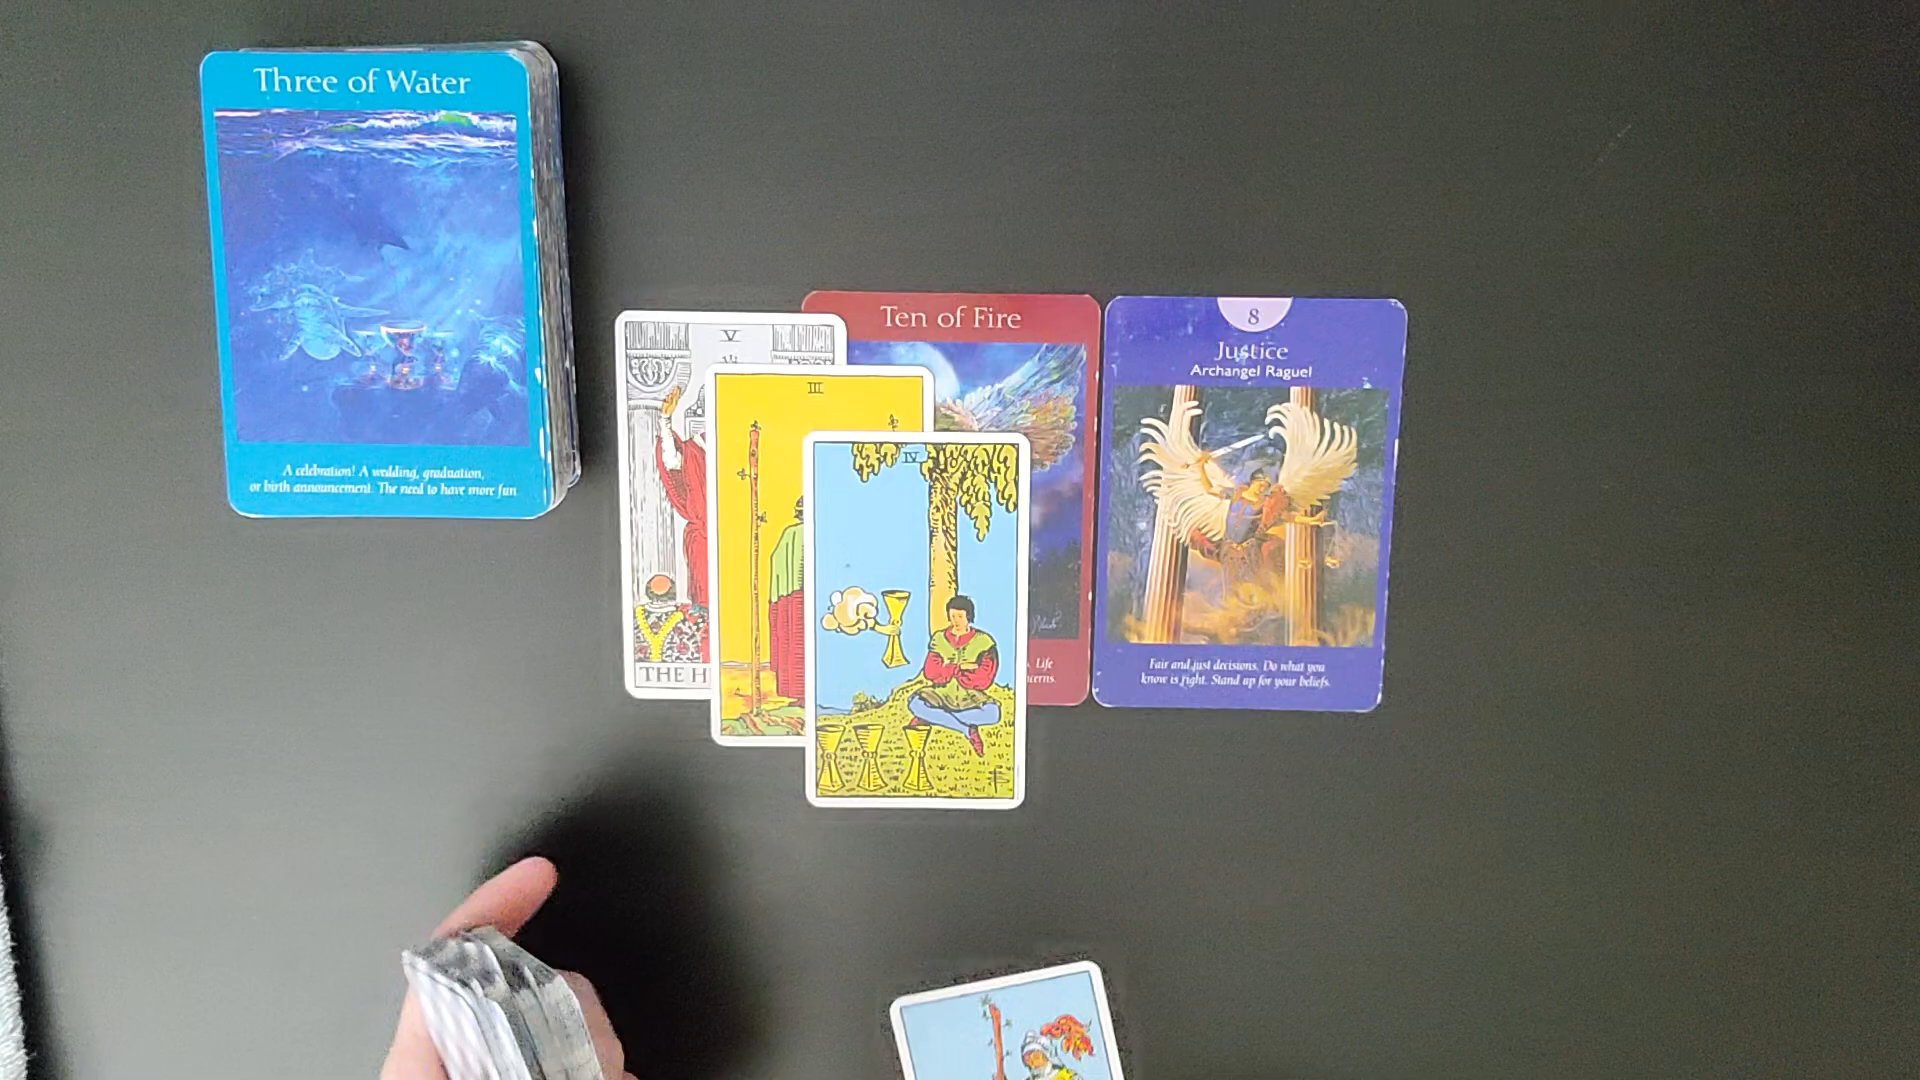 Three of Water
A celebration! A wedding, graduation,
or birth announcement. The need to have more fun.
V
THE H
III
IV
Ten of Fire
Life
8
Justice
Archangel Raguel
Fair and just decisions. Do what you
know is right. Stand up for your beliefs.